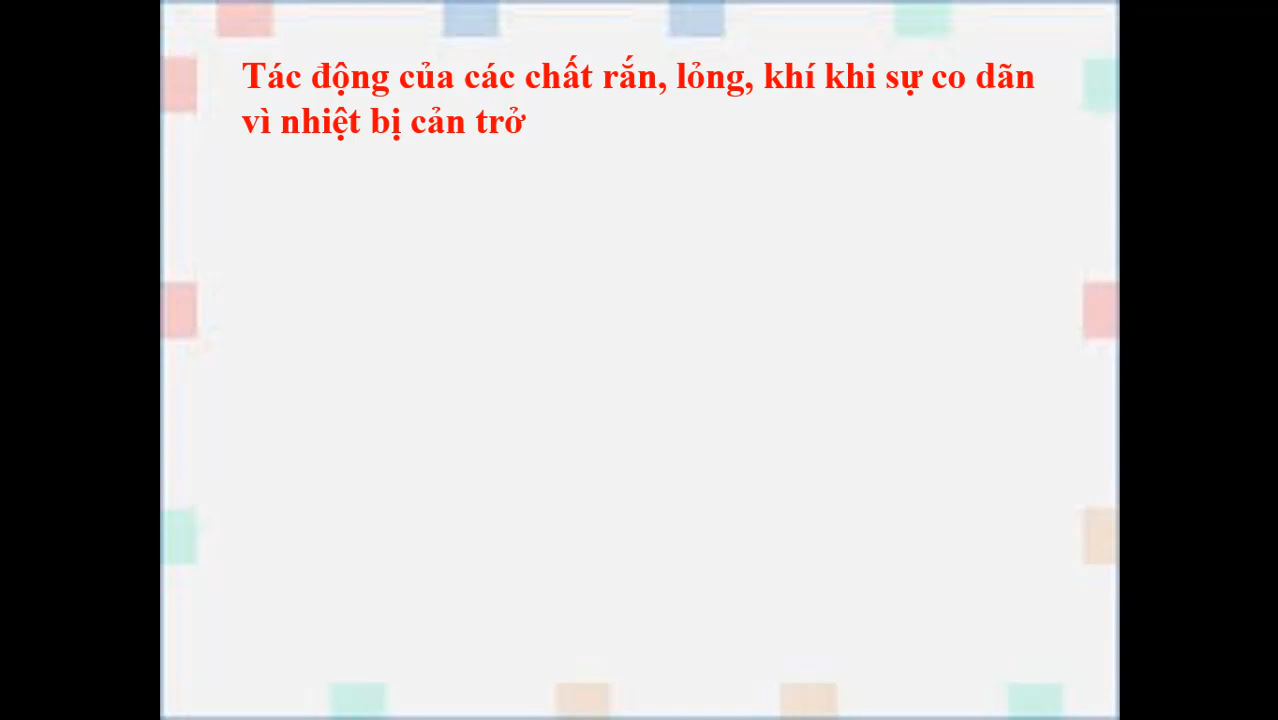 Tác động của các chất rắn, lỏng, khí khi sự co dãn
vì nhiệt bị cản trở